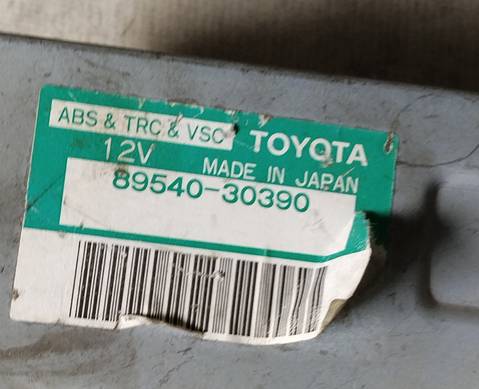 ABS & TRC & VSC TOYOTA
12V MADE IN JAPAN
89540-30390